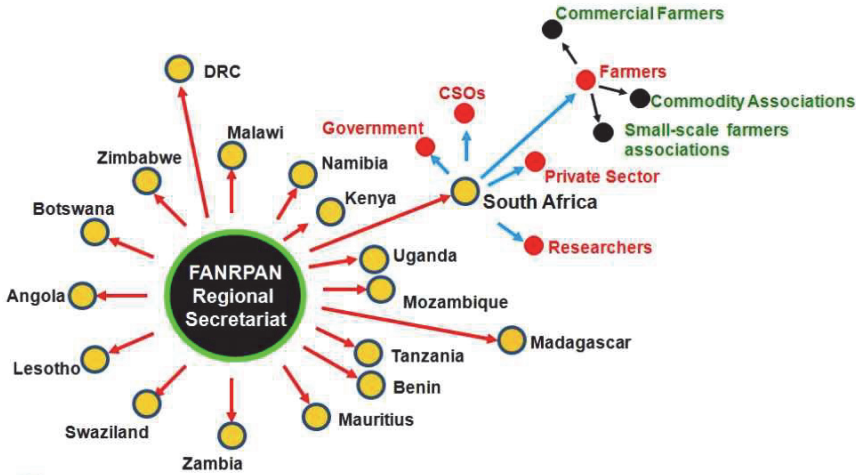 Commercial Farmers
DRC
Farmers
CSOs
Commodity Associations
Government
Malawi
Small-scale farmers
associations
Zimbabwe
Namibia
Private Sector
Kenya
South Africa
Botswana
Researchers
Uganda
FANRPAN
Regional
Secretariat
Angola
Mozambique
Madagascar
Tanzania
Lesotho
Benin
Mauritius
Swaziland
Zambia